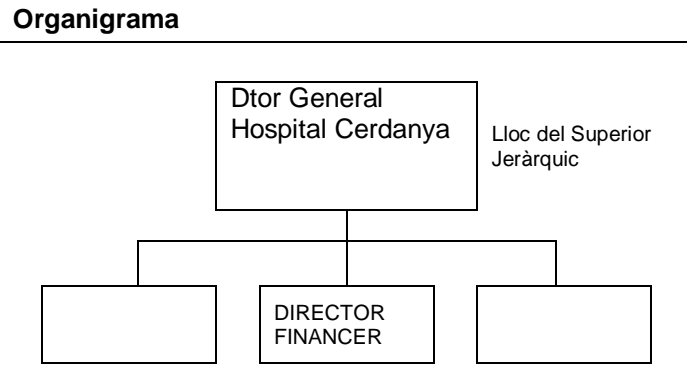 Organigrama
Dtor General
Hospital Cerdanya
Lloc del Superior
Jeràrquic
DIRECTOR
FINANCER